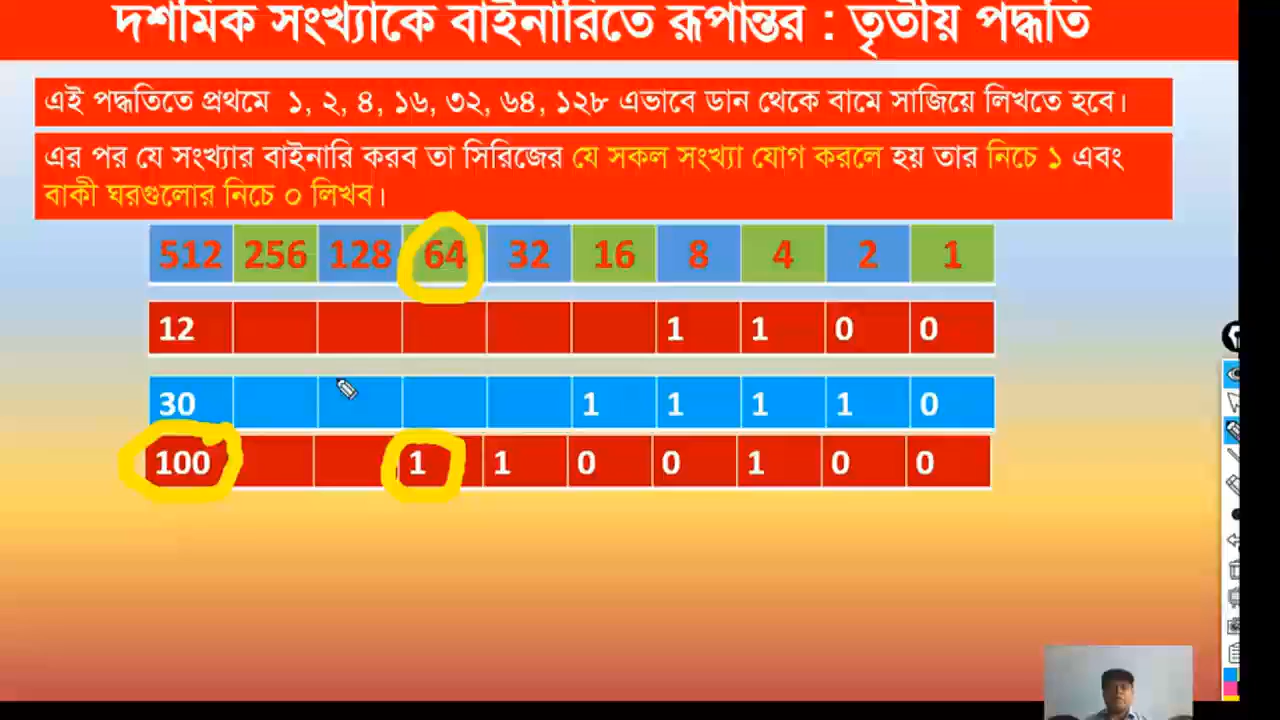 দশমিক সংখ্যাকে বাইনারিতে রূপান্তর : তৃতীয় পদ্ধতি
এই পদ্ধতিতে প্রথমে ১, ২, ৪, ১৬, ৩২, ৬৪, ১২৮ এভাবে ডান থেকে বামে সাজিয়ে লিখতে হবে।
এর পর যে সংখ্যার বাইনারি করব তা সিরিজের যে সকল সংখ্যা যোগ করলে হয় তার নিচে ১ এবং
বাকী ঘরগুলোর নিচে ০ লিখব।
512 256 128 64 32 16 8 4 2 1
12 1 1 0 0
30 1 1 1 1 0
100 1 1 0 0 1 0 0